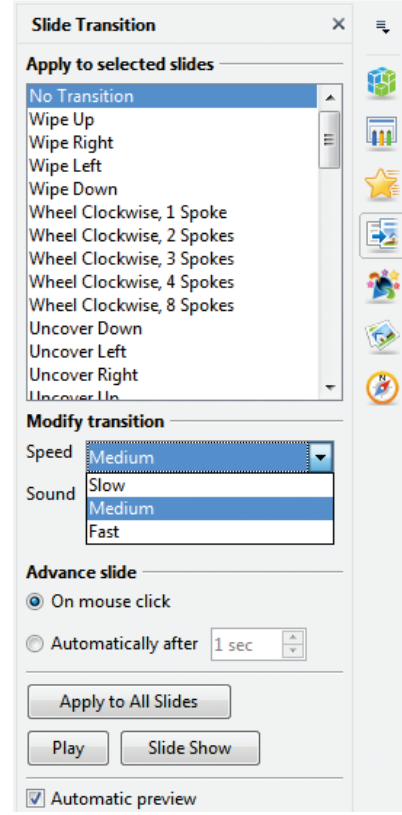 Slide Transition
Apply to selected slides
No Transition
Wipe Up
Wipe Right
Wipe Left
Wipe Down
Wheel Clockwise, 1 Spoke
Wheel Clockwise, 2 Spokes
Wheel Clockwise, 3 Spokes
Wheel Clockwise, 4 Spokes
Wheel Clockwise, 8 Spokes
Uncover Down
Uncover Left
Uncover Right
Uncover Up
Modify transition
Speed Medium
Slow
Sound
Medium
Fast
Advance slide
On mouse click
Automatically after 1 sec
Apply to All Slides
Play Slide Show
Automatic preview
N